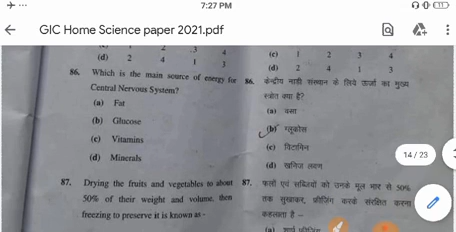 7:27 PM
GIC Home Science paper 2021.pdf
1 2 3 4
(d) 2 4 1 3
(c) 1 2 3 4
(d) 2 4 1 3
86. Which is the main source of energy for
Central Nervous System?
(a) Fat
(b) Glucose
(c) Vitamins
(d) Minerals
87. Drying the fruits and vegetables to about
50% of their weight and volume, then
freezing to preserve it is known as -
86. केन्द्रीय नाड़ी संस्थान के लिये ऊर्जा का मुख्य
स्त्रोत क्या है?
(a) वसा
(b) ग्लूकोस
(c) विटामिन
(d) खनिज लवण
87. फलों एवं सब्जियों को उनके मूल भार से 50%
तक सुखाकर, फ्रीजिंग करके संरक्षित करना
कहलाता है –
(a)
14 / 23